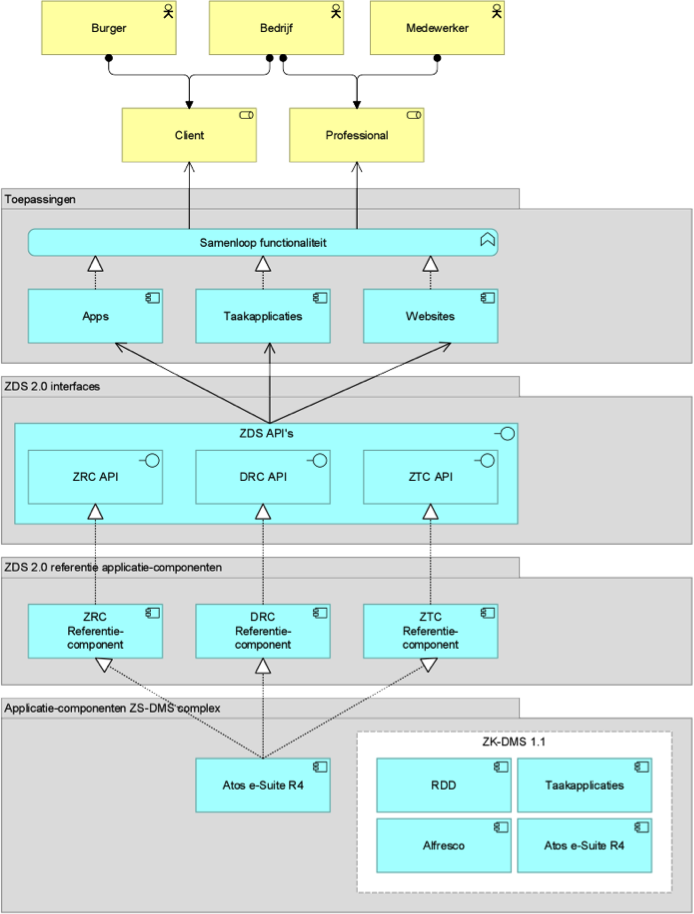 Burger
Bedrijf
Medewerker
Client
Professional
Toepassingen
Samenloop functionaliteit
Apps
Taakapplicaties
Websites
ZDS 2.0 interfaces
ZDS API's
ZRC API
DRC API
ZTC API
ZDS 2.0 referentie applicatie-componenten
ZRC
Referentie-
component
DRC
Referentie-
component
ZTC
Referentie-
component
Applicatie-componenten ZS-DMS complex
Atos e-Suite R4
ZK-DMS 1.1
RDD
Taakapplicaties
Alfresco
Atos e-Suite R4